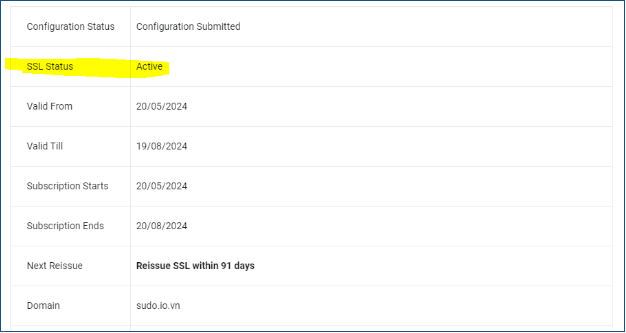 Configuration Status Configuration Submitted
SSL Status Active
Valid From 20/05/2024
Valid Till 19/08/2024
Subscription Starts 20/05/2024
Subscription Ends 20/08/2024
Next Reissue Reissue SSL within 91 days
Domain sudo.io.vn